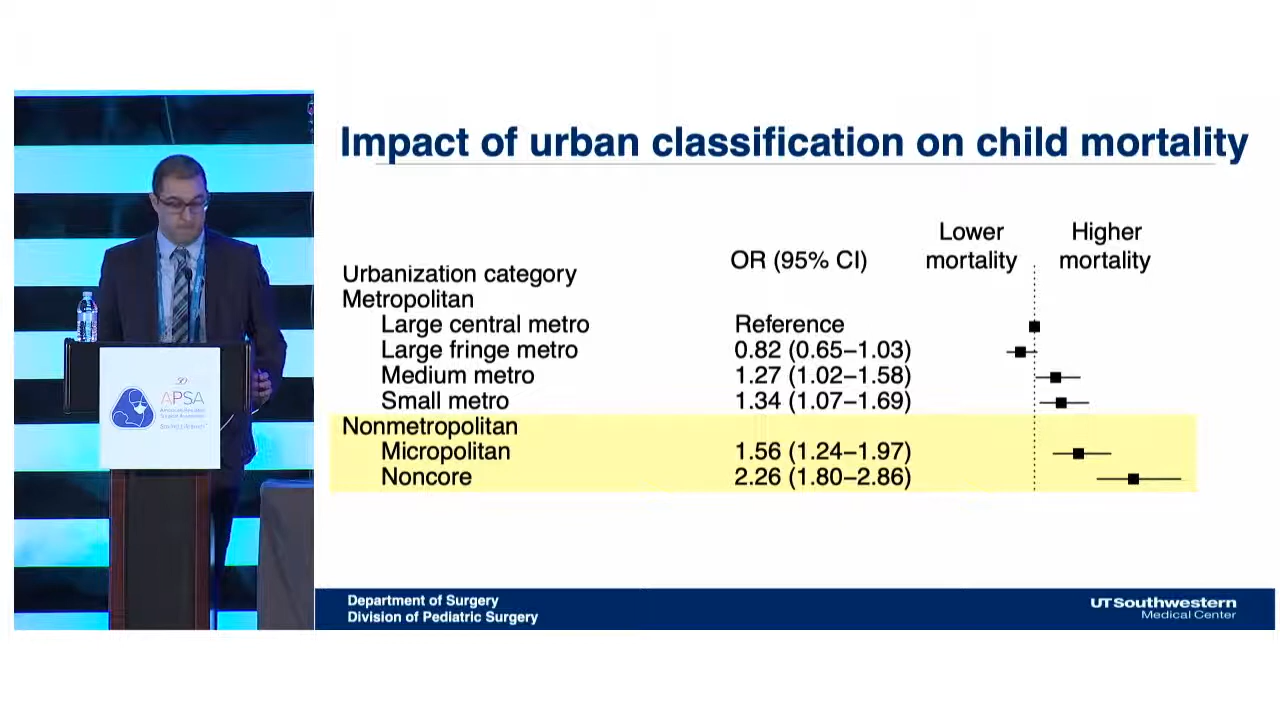 Impact of urban classification on child mortality
Lower mortality
Higher mortality
OR (95% CI)
Urbanization category
Metropolitan
Large central metro Reference
Large fringe metro 0.82 (0.65–1.03)
Medium metro 1.27 (1.02–1.58)
Small metro 1.34 (1.07–1.69)
Nonmetropolitan
Micropolitan 1.56 (1.24–1.97)
Noncore 2.26 (1.80–2.86)
50
APSA
Department of Surgery
Division of Pediatric Surgery
UTSouthwestern
Medical Center